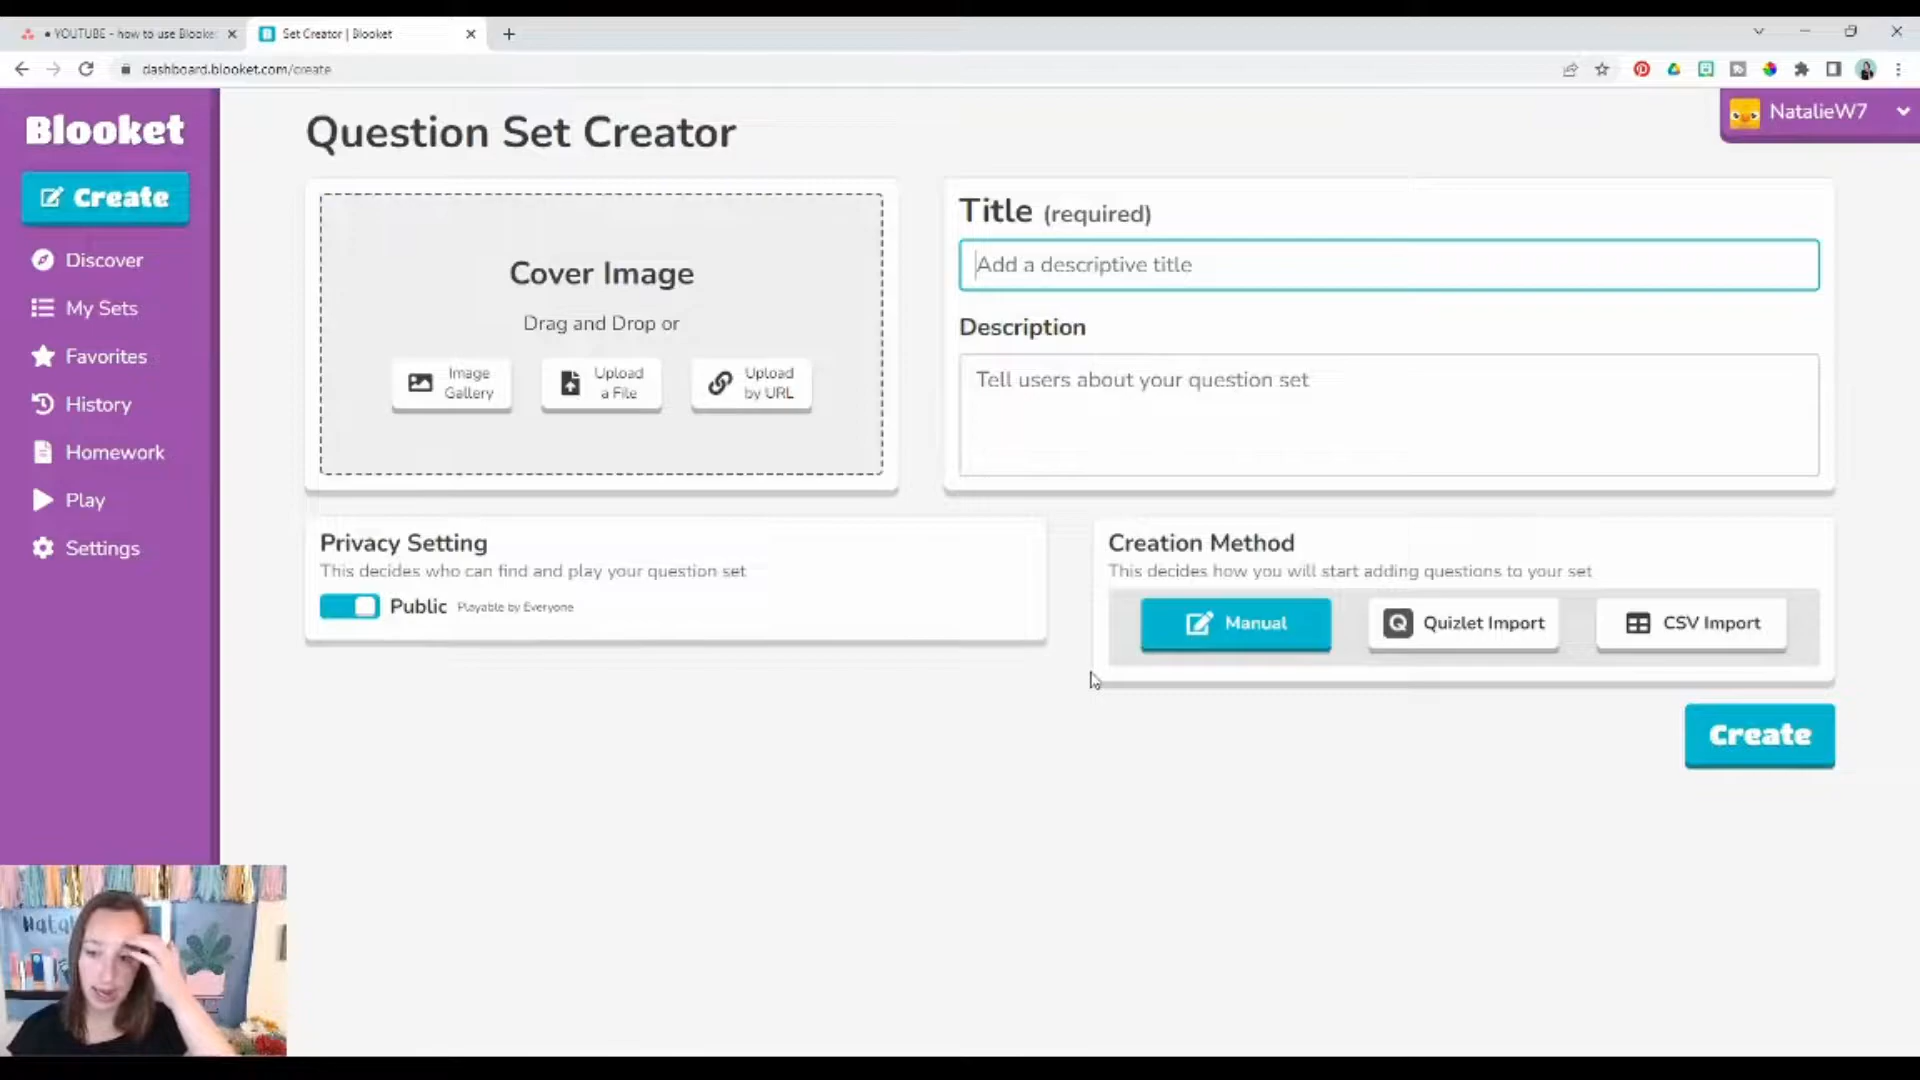 • YOUTUBE - how to use Blooke
Set Creator | Blooket
dashboard.blooket.com/create
Blooket
Create
Discover
My Sets
Favorites
History
Homework
Play
Settings
Question Set Creator
NatalieW7
Cover Image
Drag and Drop or
Image
Gallery
Upload
a File
Upload
by URL
Title (required)
Add a descriptive title
Description
Tell users about your question set
Privacy Setting
This decides who can find and play your question set
Public Playable by Everyone
Creation Method
This decides how you will start adding questions to your set
Manual
Q Quizlet Import
CSV Import
Create
Nata